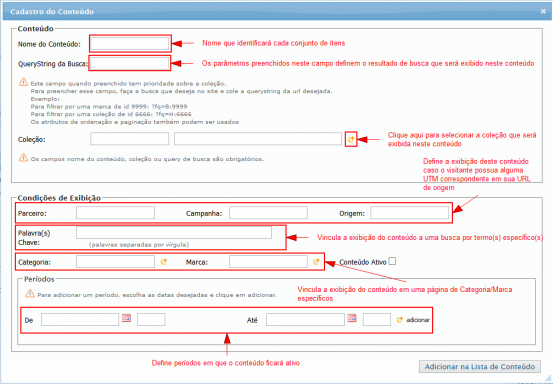 Cadastro do Conteúdo
Conteúdo
Nome do Conteúdo:
Nome que identificará cada conjunto de itens
QueryString da Busca:
Os parâmetros preenchidos neste campo definem o resultado de busca que será exibido neste conteúdo
Este campo quando preenchido tem prioridade sobre a coleção.
Para preencher esse campo, faça a busca que deseja no site e cole a querystring da url desejada.
Exemplo:
Para filtrar por uma marca de id 9999: ?fq=B:9999
Para filtrar por uma coleção de id 6666: ?fq=H:6666
Os atributos de ordenação e paginação também podem ser usados
Coleção:
Clique aqui para selecionar a coleção que será
exibida neste conteúdo
Os campos nome do conteúdo, coleção ou query de busca são obrigatórios.
Define a exibição deste conteúdo
caso o visitante possua alguma
UTM correspondente em sua URL
de origem
Condições de Exibição
Parceiro:
Campanha:
Origem:
Palavra(s)
Chave:
(palavras separadas por vírgula)
Vincula a exibição do conteúdo a uma busca por termo(s) específico(s)
Categoria:
Marca:
Conteúdo Ativo
Vincula a exibição do conteúdo em uma página de Categoria/Marca
específicos
Períodos
Para adicionar um período, escolha as datas desejadas e clique em adicionar.
De
Até
adicionar
Define períodos em que o conteúdo ficará ativo
Adicionar na Lista de Conteúdo